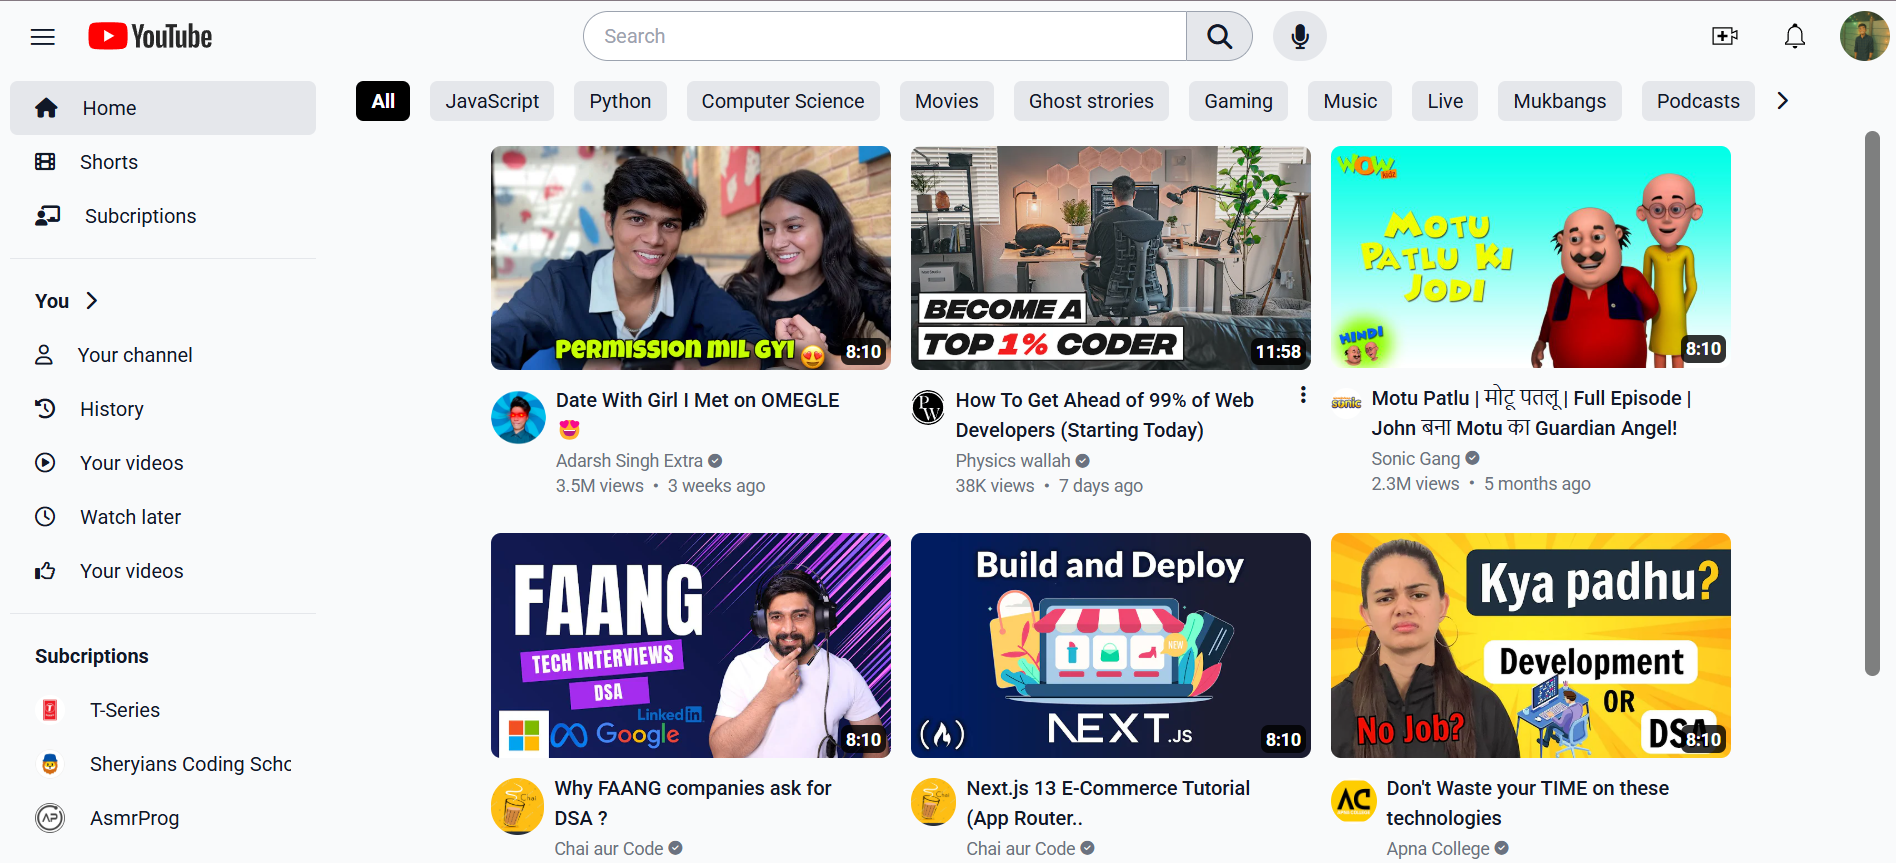 YouTube
Search
Home
Shorts
Subcriptions
You
Your channel
History
Your videos
Watch later
Your videos
Subcriptions
T-Series
Sheryians Coding Scho
AsmrProg
All
JavaScript
Python
Computer Science
Movies
Ghost strories
Gaming
Music
Live
Mukbangs
Podcasts
PERMISSION MIL GYI 😍
8:10
Date With Girl I Met on OMEGLE
😍
Adarsh Singh Extra
3.5M views • 3 weeks ago
BECOME A
TOP 1% CODER
11:58
PW
How To Get Ahead of 99% of Web
Developers (Starting Today)
Physics wallah
38K views • 7 days ago
WOW
kidz
MOTU
PATLU KI
JODI
HINDI
8:10
sonic
Motu Patlu | मोटू पतलू | Full Episode |
John बना Motu का Guardian Angel!
Sonic Gang
2.3M views • 5 months ago
FAANG
TECH INTERVIEWS
DSA
LinkedIn
Google
8:10
Chai
Why FAANG companies ask for
DSA ?
Chai aur Code
Build and Deploy
NEW
NEXT.JS
8:10
Chai
Next.js 13 E-Commerce Tutorial
(App Router..
Chai aur Code
Kya padhu?
Development
OR
DSA
No Job?
8:10
AC
Don't Waste your TIME on these
technologies
Apna College